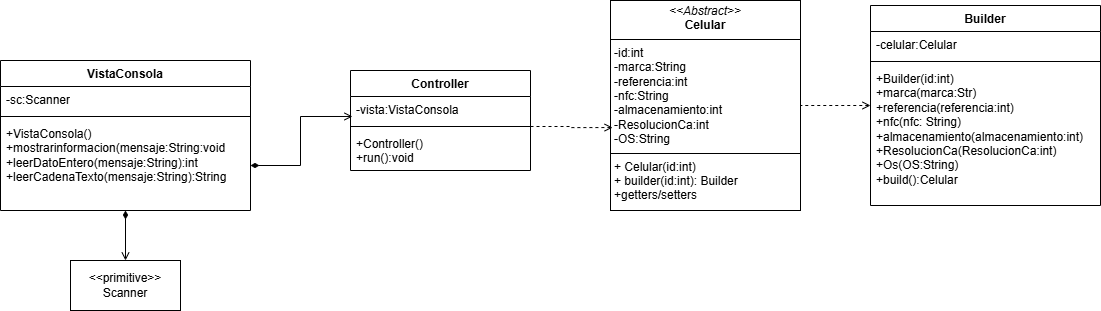 VistaConsola
-sc:Scanner
+VistaConsola()
+mostrarinformacion(mensaje:String:void
+leerDatoEntero(mensaje:String):int
+leerCadenaTexto(mensaje:String):String
<<primitive>>
Scanner
Controller
-vista:VistaConsola
+Controller()
+run():void
<<Abstract>>
Celular
-id:int
-marca:String
-referencia:int
-nfc:String
-almacenamiento:int
-ResolucionCa:int
-OS:String
+ Celular(id:int)
+ builder(id:int): Builder
+getters/setters
Builder
-celular:Celular
+Builder(id:int)
+marca(marca:Str)
+referencia(referencia:int)
+nfc(nfc: String)
+almacenamiento(almacenamiento:int)
+ResolucionCa(ResolucionCa:int)
+Os(OS:String)
+build():Celular